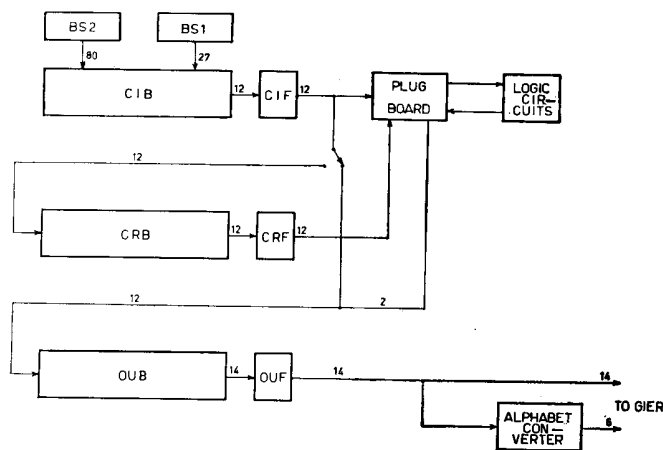 BS2
BS1
80
27
CIB
12
CIF
12
PLUG
BOARD
LOGIC
CIR-
CUITS
12
CRB
12
CRF
12
12
2
OUB
14
OUF
14
14
TO GIER
ALPHABET
CON-
VERTER
6